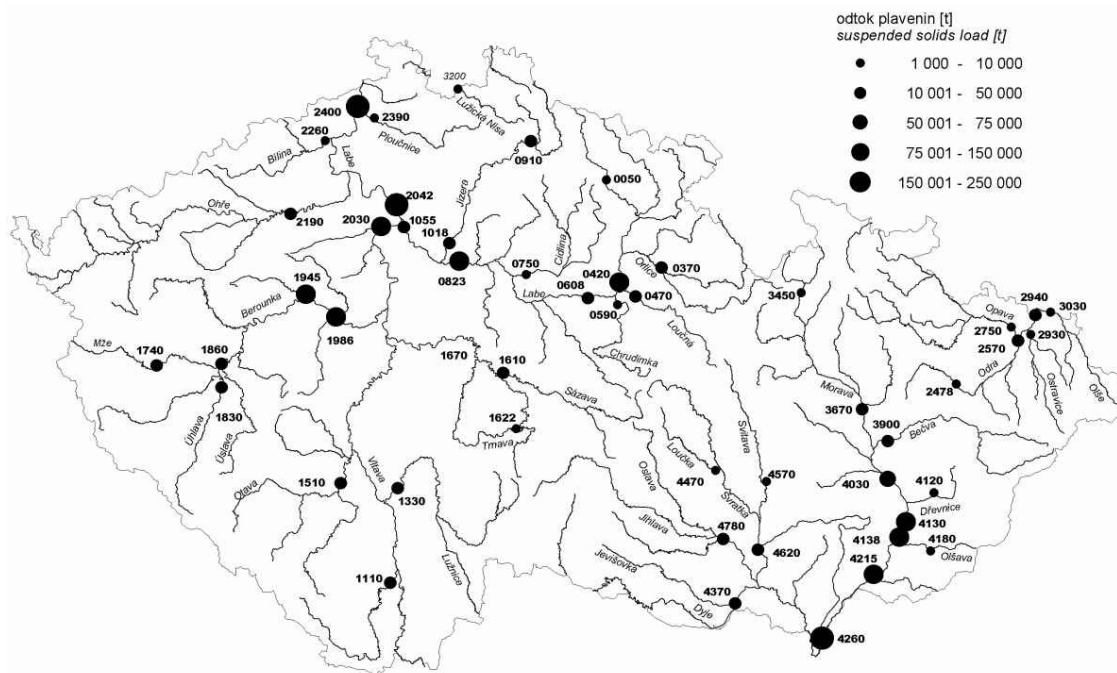 odtok plavenin [t]
suspended solids load [t]
1 000 - 10 000
10 001 - 50 000
50 001 - 75 000
75 001 - 150 000
150 001 - 250 000
3200
Lužická Nisa
2400
2390
2260
Ploučnice
Bílina
Labe
0910
Jizera
0050
Ohře
2190
2042
2030
1055
1018
0823
Cidlina
0750
0420
Orlice
0370
0608
Labe
0470
0590
3450
1945
Berounka
1986
Loučná
Chrudimka
Opava
2940
3030
2750
2930
2570
Odra
Ostravice
Olše
2478
Mže
1740
1860
1830
Úhlava
Úslava
1670
1610
Sázava
1622
Trnava
Morava
3670
3900
Bečva
Svitava
Loučka
4470
4570
Oslava
Svratka
Otava
1510
Vltava
1330
Lužnice
1110
4030
4120
Dřevnice
4130
4138
4180
Olšava
4215
Jihlava
4780
4620
Jevišovka
4370
Dyje
4260